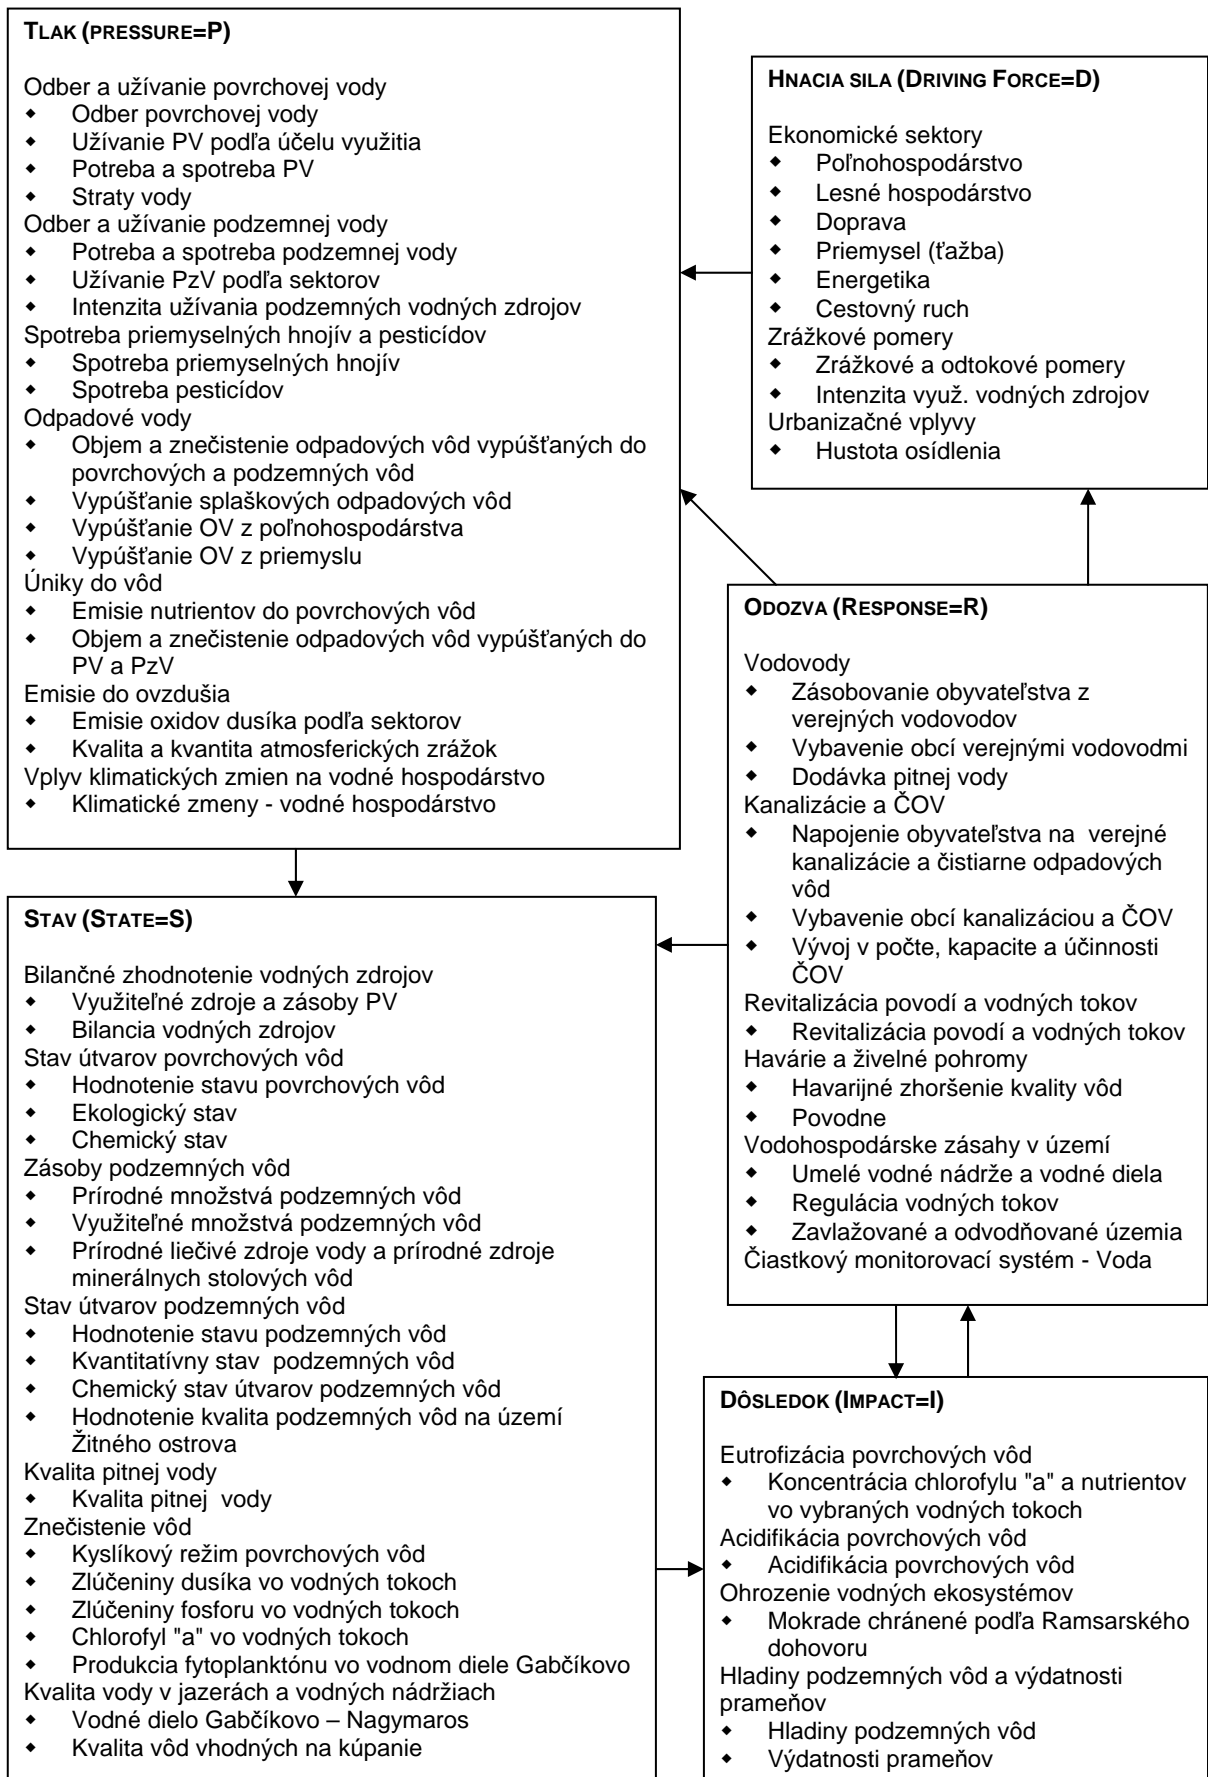 TLAK (PRESSURE=P)
Odber a užívanie povrchovej vody
◆ Odber povrchovej vody
◆ Užívanie PV podľa účelu využitia
◆ Potreba a spotreba PV
◆ Straty vody
Odber a užívanie podzemnej vody
◆ Potreba a spotreba podzemnej vody
◆ Užívanie PzV podľa sektorov
◆ Intenzita užívania podzemných vodných zdrojov
Spotreba priemyselných hnojív a pesticídov
◆ Spotreba priemyselných hnojív
◆ Spotreba pesticídov
Odpadové vody
◆ Objem a znečistenie odpadových vôd vypúšťaných do
povrchových a podzemných vôd
◆ Vypúšťanie splaškových odpadových vôd
◆ Vypúšťanie OV z poľnohospodárstva
◆ Vypúšťanie OV z priemyslu
Úniky do vôd
◆ Emisie nutrientov do povrchových vôd
◆ Objem a znečistenie odpadových vôd vypúšťaných do
PV a PzV
Emisie do ovzdušia
◆ Emisie oxidov dusíka podľa sektorov
◆ Kvalita a kvantita atmosferických zrážok
Vplyv klimatických zmien na vodné hospodárstvo
◆ Klimatické zmeny - vodné hospodárstvo
HNACIA SILA (DRIVING FORCE=D)
Ekonomické sektory
◆ Poľnohospodárstvo
◆ Lesné hospodárstvo
◆ Doprava
◆ Priemysel (ťažba)
◆ Energetika
◆ Cestovný ruch
Zrážkové pomery
◆ Zrážkové a odtokové pomery
◆ Intenzita využ. vodných zdrojov
Urbanizačné vplyvy
◆ Hustota osídlenia
ODOZVA (RESPONSE=R)
Vodovody
◆ Zásobovanie obyvateľstva z
verejných vodovodov
◆ Vybavenie obcí verejnými vodovodmi
◆ Dodávka pitnej vody
Kanalizácie a ČOV
◆ Napojenie obyvateľstva na verejné
kanalizácie a čistiarne odpadových
vôd
◆ Vybavenie obcí kanalizáciou a ČOV
◆ Vývoj v počte, kapacite a účinnosti
ČOV
Revitalizácia povodí a vodných tokov
◆ Revitalizácia povodí a vodných tokov
Havárie a živelné pohromy
◆ Havarijné zhoršenie kvality vôd
◆ Povodne
Vodohospodárske zásahy v území
◆ Umelé vodné nádrže a vodné diela
◆ Regulácia vodných tokov
◆ Zavlažované a odvodňované územia
Čiastkový monitorovací systém - Voda
STAV (STATE=S)
Bilančné zhodnotenie vodných zdrojov
◆ Využiteľné zdroje a zásoby PV
◆ Bilancia vodných zdrojov
Stav útvarov povrchových vôd
◆ Hodnotenie stavu povrchových vôd
◆ Ekologický stav
◆ Chemický stav
Zásoby podzemných vôd
◆ Prírodné množstvá podzemných vôd
◆ Využiteľné množstvá podzemných vôd
◆ Prírodné liečivé zdroje vody a prírodné zdroje
minerálnych stolových vôd
Stav útvarov podzemných vôd
◆ Hodnotenie stavu podzemných vôd
◆ Kvantitatívny stav podzemných vôd
◆ Chemický stav útvarov podzemných vôd
◆ Hodnotenie kvalita podzemných vôd na území
Žitného ostrova
Kvalita pitnej vody
◆ Kvalita pitnej vody
Znečistenie vôd
◆ Kyslíkový režim povrchových vôd
◆ Zlúčeniny dusíka vo vodných tokoch
◆ Zlúčeniny fosforu vo vodných tokoch
◆ Chlorofyl "a" vo vodných tokoch
◆ Produkcia fytoplanktónu vo vodnom diele Gabčíkovo
Kvalita vody v jazerách a vodných nádržiach
◆ Vodné dielo Gabčíkovo – Nagymaros
◆ Kvalita vôd vhodných na kúpanie
DÔSLEDOK (IMPACT=I)
Eutrofizácia povrchových vôd
◆ Koncentrácia chlorofylu "a" a nutrientov
vo vybraných vodných tokoch
Acidifikácia povrchových vôd
◆ Acidifikácia povrchových vôd
Ohrozenie vodných ekosystémov
◆ Mokrade chránené podľa Ramsarského
dohovoru
Hladiny podzemných vôd a výdatnosti
prameňov
◆ Hladiny podzemných vôd
◆ Výdatnosti prameňov